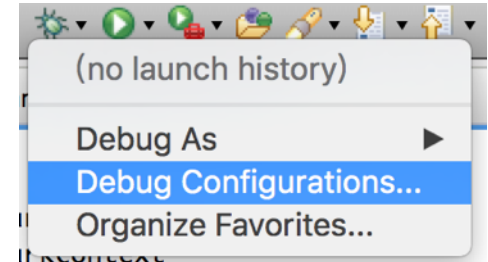 (no launch history)
Debug As
Debug Configurations...
Organize Favorites...